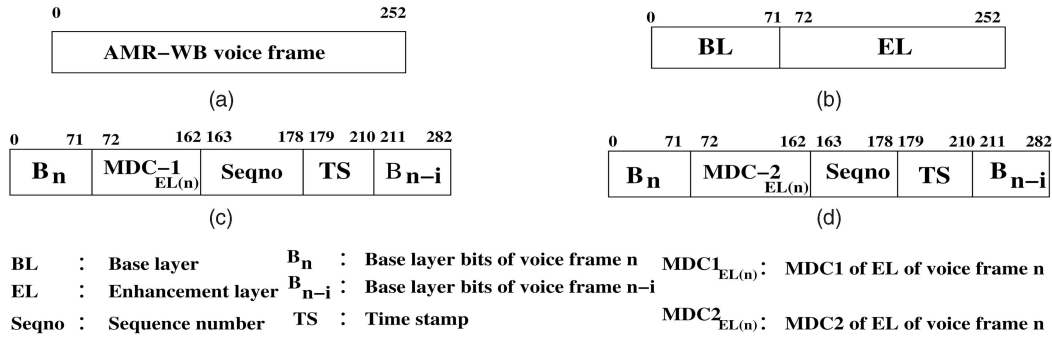 0 252
AMR−WB voice frame
(a)
0 71 72 252
BL EL
(b)
0 71 72 162 163 178 179 210 211 282
Bn MDC−1EL(n) Seqno TS Bn−i
(c)
0 71 72 162 163 178 179 210 211 282
Bn MDC−2EL(n) Seqno TS Bn−i
(d)
BL : Base layer
EL : Enhancement layer
Seqno : Sequence number
Bn : Base layer bits of voice frame n
Bn−i : Base layer bits of voice frame n−i
TS : Time stamp
MDC1EL(n) : MDC1 of EL of voice frame n
MDC2EL(n) : MDC2 of EL of voice frame n